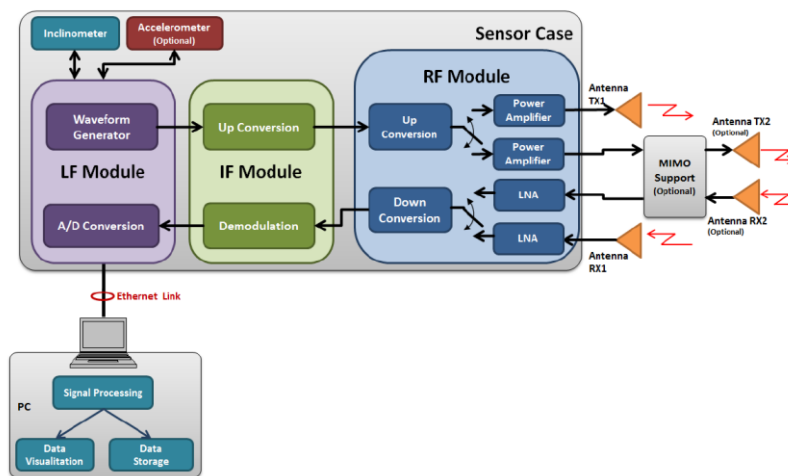 Inclinometer
Accelerometer
(Optional)
Sensor Case
RF Module
Waveform
Generator
Up Conversion
Up
Conversion
Power
Amplifier
Power
Amplifier
LF Module
IF Module
A/D Conversion
Demodulation
Down
Conversion
LNA
LNA
Antenna
TX1
Antenna TX2
(Optional)
MIMO
Support
(Optional)
Antenna RX2
(Optional)
Antenna
RX1
Ethernet Link
PC
Signal Processing
Data
Visualitation
Data
Storage